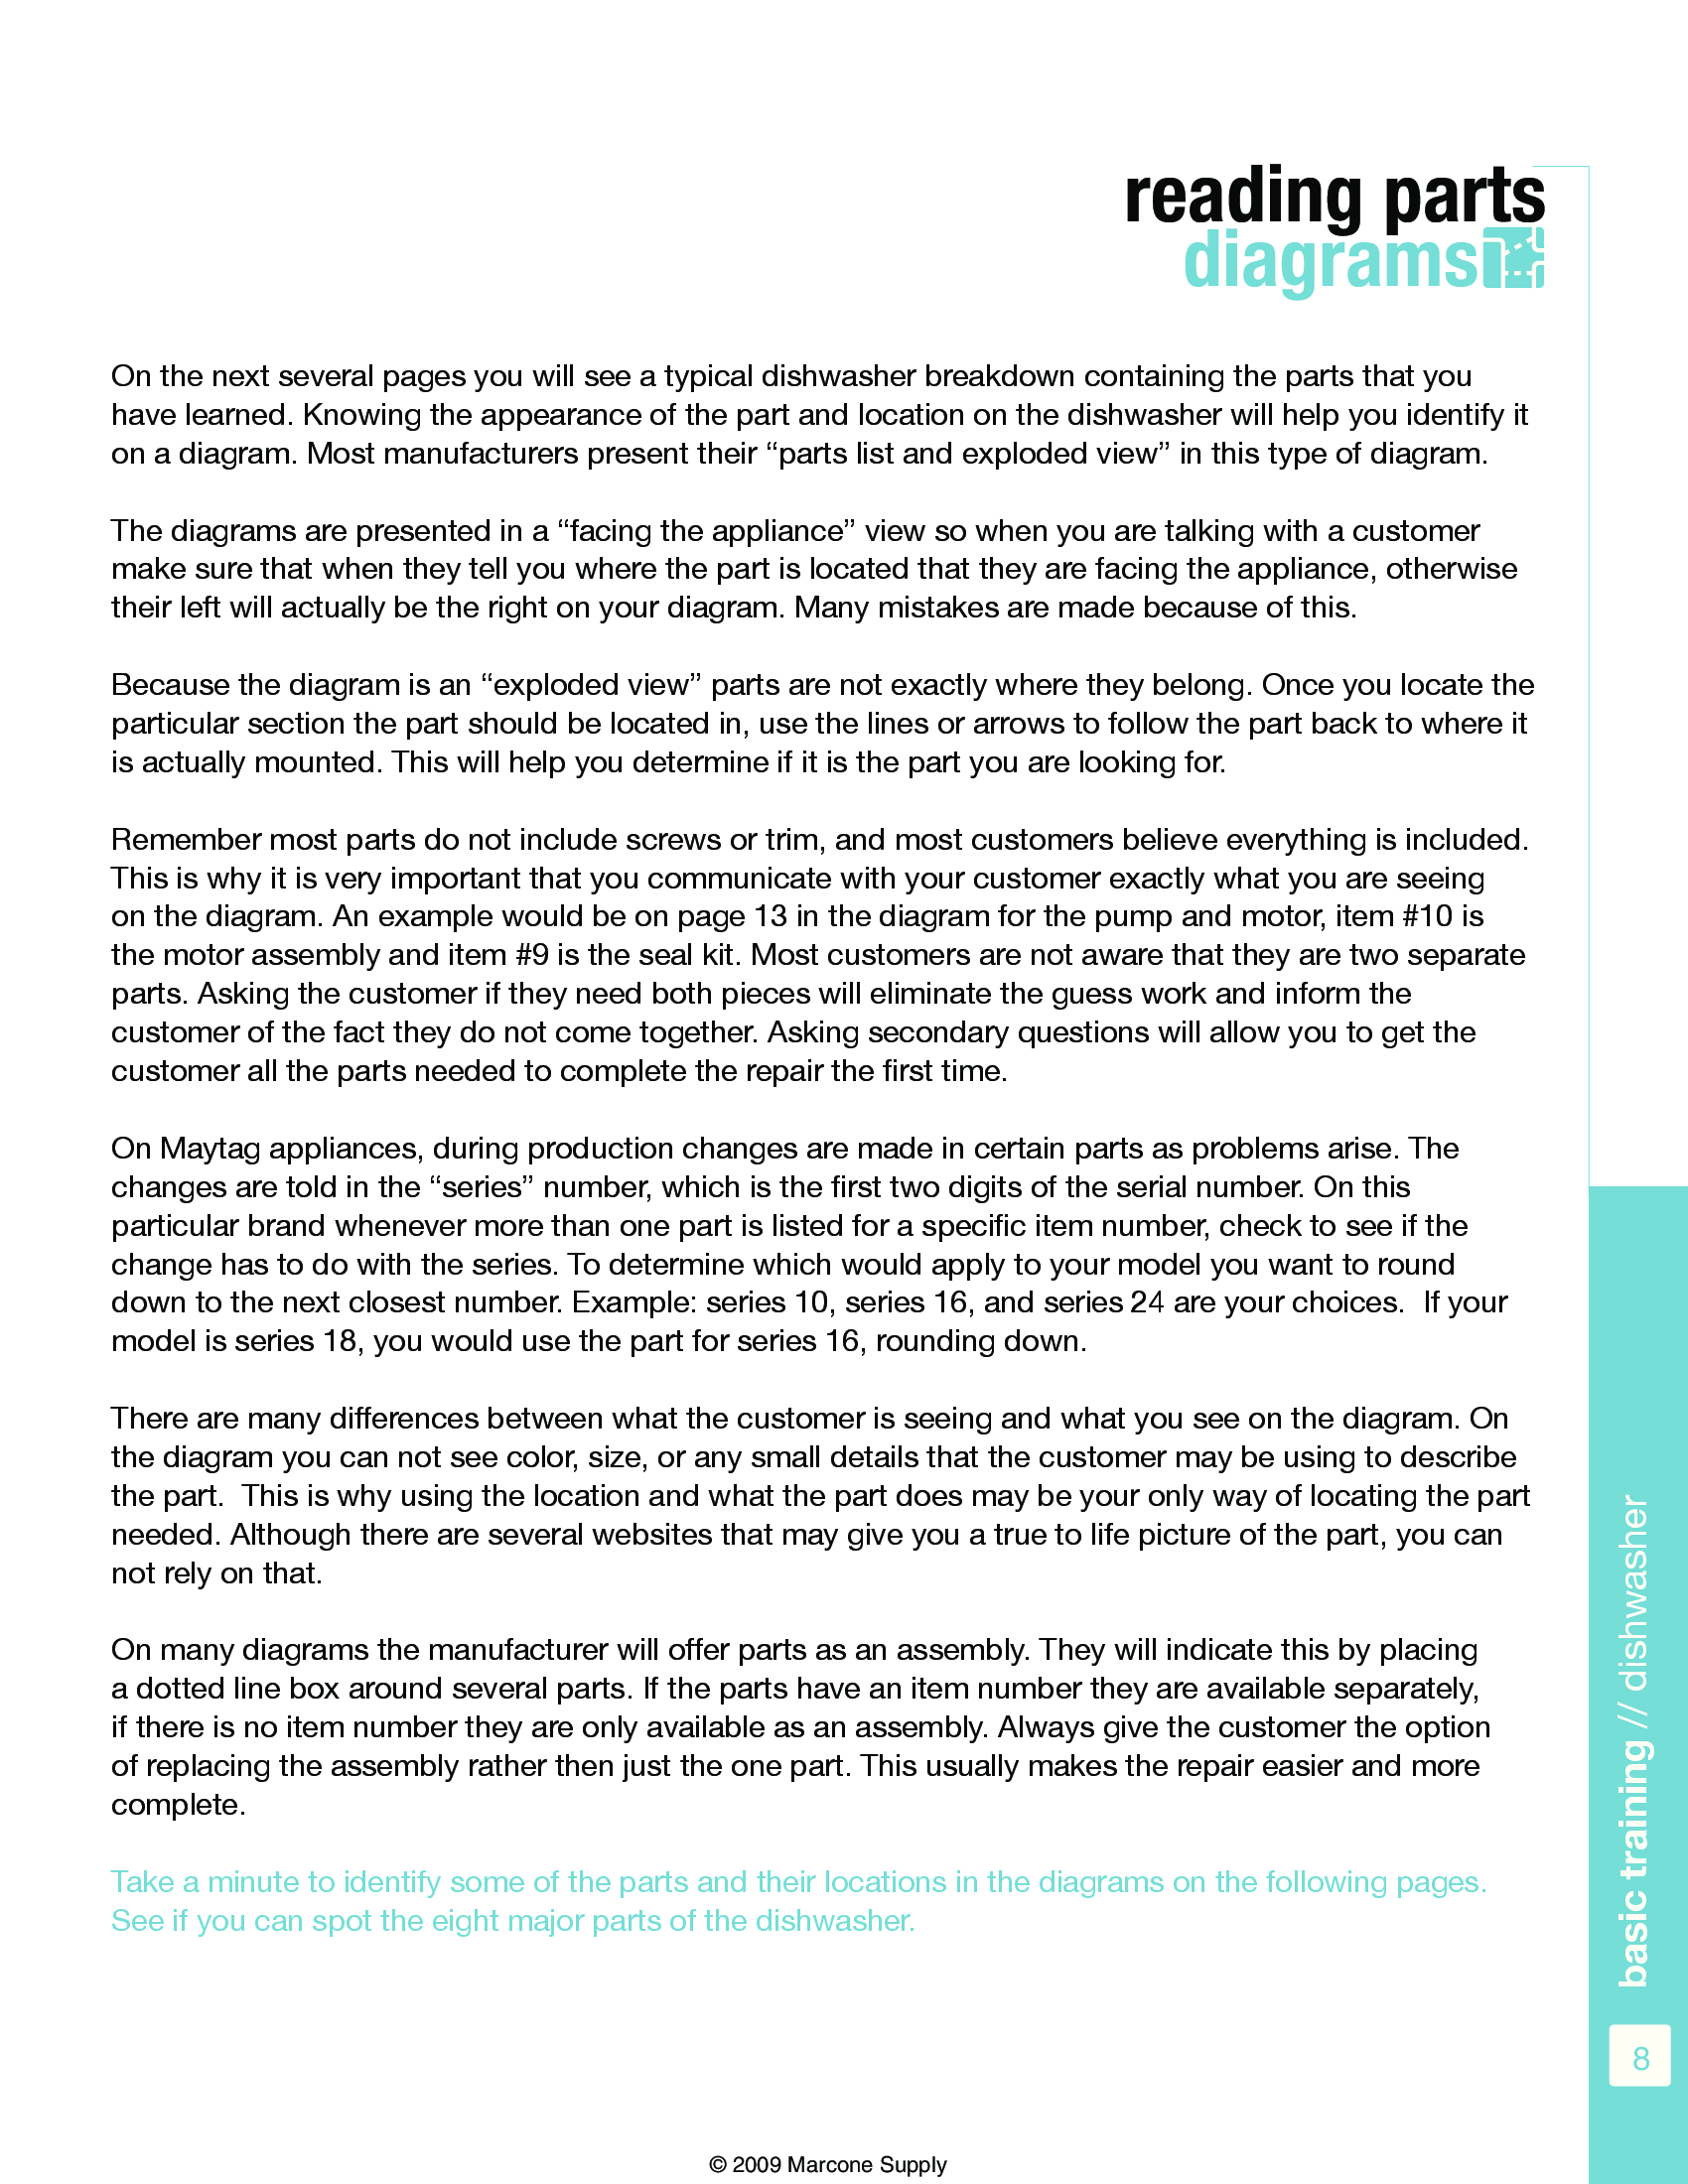 reading parts
diagrams
On the next several pages you will see a typical dishwasher breakdown containing the parts that you
have learned. Knowing the appearance of the part and location on the dishwasher will help you identify it
on a diagram. Most manufacturers present their “parts list and exploded view” in this type of diagram.
The diagrams are presented in a “facing the appliance” view so when you are talking with a customer
make sure that when they tell you where the part is located that they are facing the appliance, otherwise
their left will actually be the right on your diagram. Many mistakes are made because of this.
Because the diagram is an “exploded view” parts are not exactly where they belong. Once you locate the
particular section the part should be located in, use the lines or arrows to follow the part back to where it
is actually mounted. This will help you determine if it is the part you are looking for.
Remember most parts do not include screws or trim, and most customers believe everything is included.
This is why it is very important that you communicate with your customer exactly what you are seeing
on the diagram. An example would be on page 13 in the diagram for the pump and motor, item #10 is
the motor assembly and item #9 is the seal kit. Most customers are not aware that they are two separate
parts. Asking the customer if they need both pieces will eliminate the guess work and inform the
customer of the fact they do not come together. Asking secondary questions will allow you to get the
customer all the parts needed to complete the repair the first time.
On Maytag appliances, during production changes are made in certain parts as problems arise. The
changes are told in the “series” number, which is the first two digits of the serial number. On this
particular brand whenever more than one part is listed for a specific item number, check to see if the
change has to do with the series. To determine which would apply to your model you want to round
down to the next closest number. Example: series 10, series 16, and series 24 are your choices.  If your
model is series 18, you would use the part for series 16, rounding down.
There are many differences between what the customer is seeing and what you see on the diagram. On
the diagram you can not see color, size, or any small details that the customer may be using to describe
the part.  This is why using the location and what the part does may be your only way of locating the part
needed. Although there are several websites that may give you a true to life picture of the part, you can
not rely on that.
On many diagrams the manufacturer will offer parts as an assembly. They will indicate this by placing
a dotted line box around several parts. If the parts have an item number they are available separately,
if there is no item number they are only available as an assembly. Always give the customer the option
of replacing the assembly rather then just the one part. This usually makes the repair easier and more
complete.
Take a minute to identify some of the parts and their locations in the diagrams on the following pages.
See if you can spot the eight major parts of the dishwasher.
basic training // dishwasher
8
© 2009 Marcone Supply